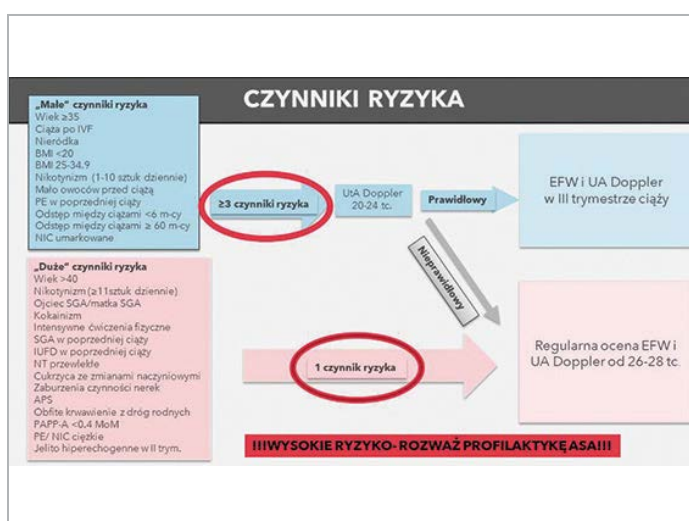 CZYNNIKI RYZYKA
„Małe” czynniki ryzyka
Wiek ≥35
Ciąża po IVF
Nieródka
BMI <20
BMI 25-34.9
Nikotynizm (1-10 sztuk dziennie)
Mało owoców przed ciążą
PE w poprzedniej ciąży
Odstęp między ciążami <6 m-cy
Odstęp między ciążami ≥ 60 m-cy
NIC umarkowane
≥3 czynniki ryzyka
UtA Doppler
20-24 tc.
Prawidłowy
EFW i UA Doppler
w III trymestrze ciąży
Nieprawidłowy
„Duże” czynniki ryzyka
Wiek >40
Nikotynizm (≥11sztuk dziennie)
Ojciec SGA/matka SGA
Kokainizm
Intensywne ćwiczenia fizyczne
SGA w poprzedniej ciąży
IUFD w poprzedniej ciąży
NT przewlekłe
Cukrzyca ze zmianami naczyniowymi
Zaburzenia czynności nerek
APS
Obfite krwawienie z dróg rodnych
PAPP-A <0.4 MoM
PE/ NIC ciężkie
Jelito hiperechogenne w II trym.
1 czynnik ryzyka
Regularna ocena EFW i
UA Doppler od 26-28 tc.
!!!WYSOKIE RYZYKO- ROZWAŻ PROFILAKTYKĘ ASA!!!